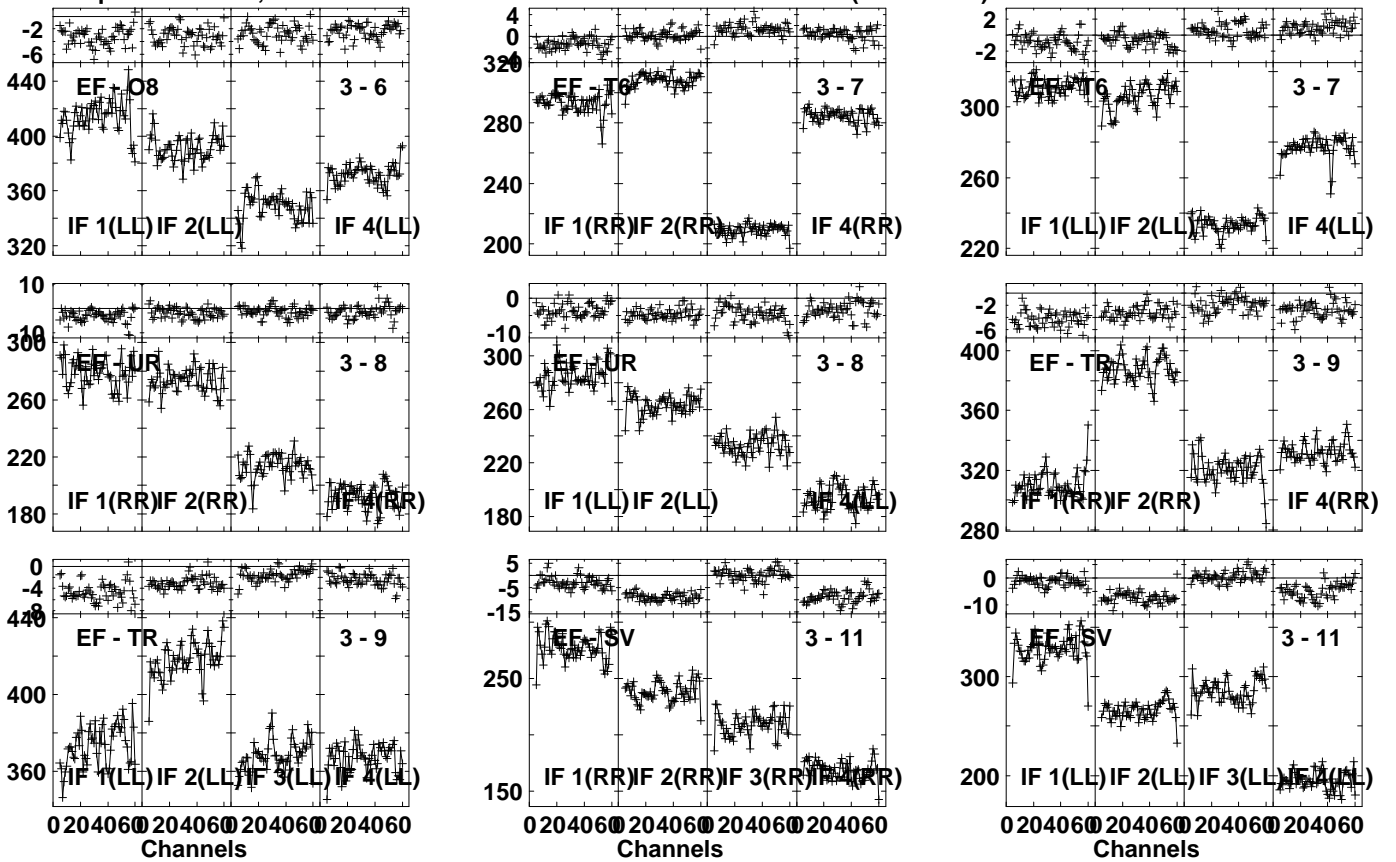 -2
-6
440
EF - O8
3 - 6
400
360
320
IF 1(LL) IF 2(LL) IF 4(LL)
4
0
320
EF - T6
3 - 7
280
240
200
IF 1(RR) IF 2(RR) IF 4(RR)
2
-2
EF - T6
3 - 7
300
260
220
IF 1(LL) IF 2(LL) IF 4(LL)
10
-10
300
EF - UR
3 - 8
260
220
180
IF 1(RR) IF 2(RR) IF 4(RR)
0
-10
300
EF - UR
3 - 8
260
220
180
IF 1(LL) IF 2(LL) IF 4(LL)
-2
-6
400
EF - TR
3 - 9
360
320
280
IF 1(RR) IF 2(RR) IF 4(RR)
0
-4
-8
440
EF - TR
3 - 9
400
360
IF 1(LL) IF 2(LL) IF 3(LL) IF 4(LL)
0 20 40 60 0 20 40 60 0 20 40 60 0 20 40 60
Channels
5
-5
-15
EF - SV
3 - 11
250
150
IF 1(RR) IF 2(RR) IF 3(RR) IF 4(RR)
0 20 40 60 0 20 40 60 0 20 40 60 0 20 40 60
Channels
0
-10
EF - SV
3 - 11
300
200
IF 1(LL) IF 2(LL) IF 3(LL) IF 4(LL)
0 20 40 60 0 20 40 60 0 20 40 60 0 20 40 60
Channels